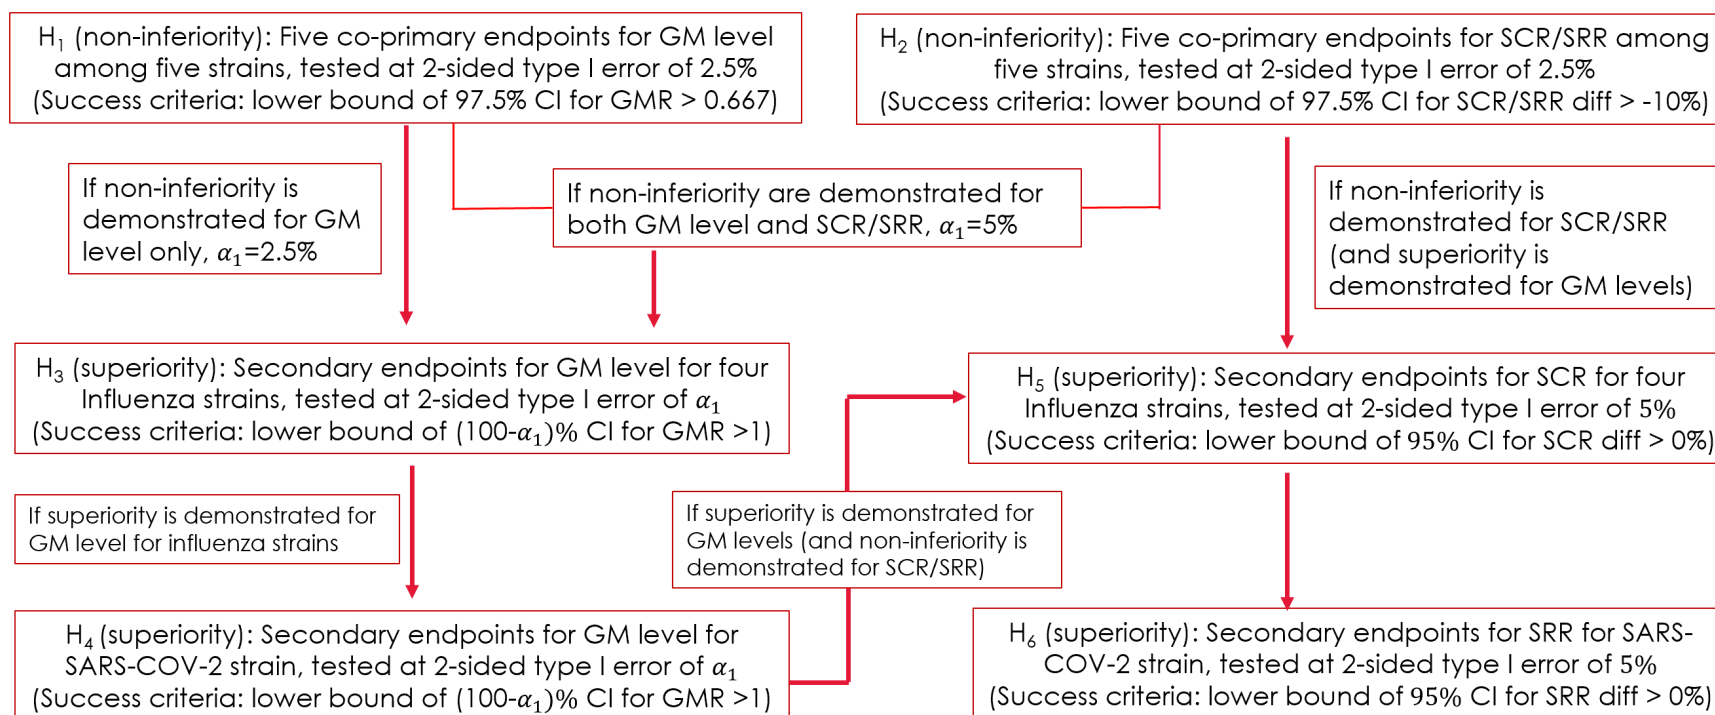 H₁ (non-inferiority): Five co-primary endpoints for GM level
among five strains, tested at 2-sided type I error of 2.5%
(Success criteria: lower bound of 97.5% CI for GMR > 0.667)
H₂ (non-inferiority): Five co-primary endpoints for SCR/SRR among
five strains, tested at 2-sided type I error of 2.5%
(Success criteria: lower bound of 97.5% CI for SCR/SRR diff > -10%)
If non-inferiority is
demonstrated for GM
level only, α₁=2.5%
If non-inferiority are demonstrated for
both GM level and SCR/SRR, α₁=5%
If non-inferiority is
demonstrated for SCR/SRR
(and superiority is
demonstrated for GM levels)
H₃ (superiority): Secondary endpoints for GM level for four
Influenza strains, tested at 2-sided type I error of α₁
(Success criteria: lower bound of (100-α₁)% CI for GMR >1)
H₅ (superiority): Secondary endpoints for SCR for four
Influenza strains, tested at 2-sided type I error of 5%
(Success criteria: lower bound of 95% CI for SCR diff > 0%)
If superiority is demonstrated for
GM level for influenza strains
If superiority is demonstrated for
GM levels (and non-inferiority is
demonstrated for SCR/SRR)
H₄ (superiority): Secondary endpoints for GM level for
SARS-COV-2 strain, tested at 2-sided type I error of α₁
(Success criteria: lower bound of (100-α₁)% CI for GMR >1)
H₆ (superiority): Secondary endpoints for SRR for SARS-
COV-2 strain, tested at 2-sided type I error of 5%
(Success criteria: lower bound of 95% CI for SRR diff > 0%)